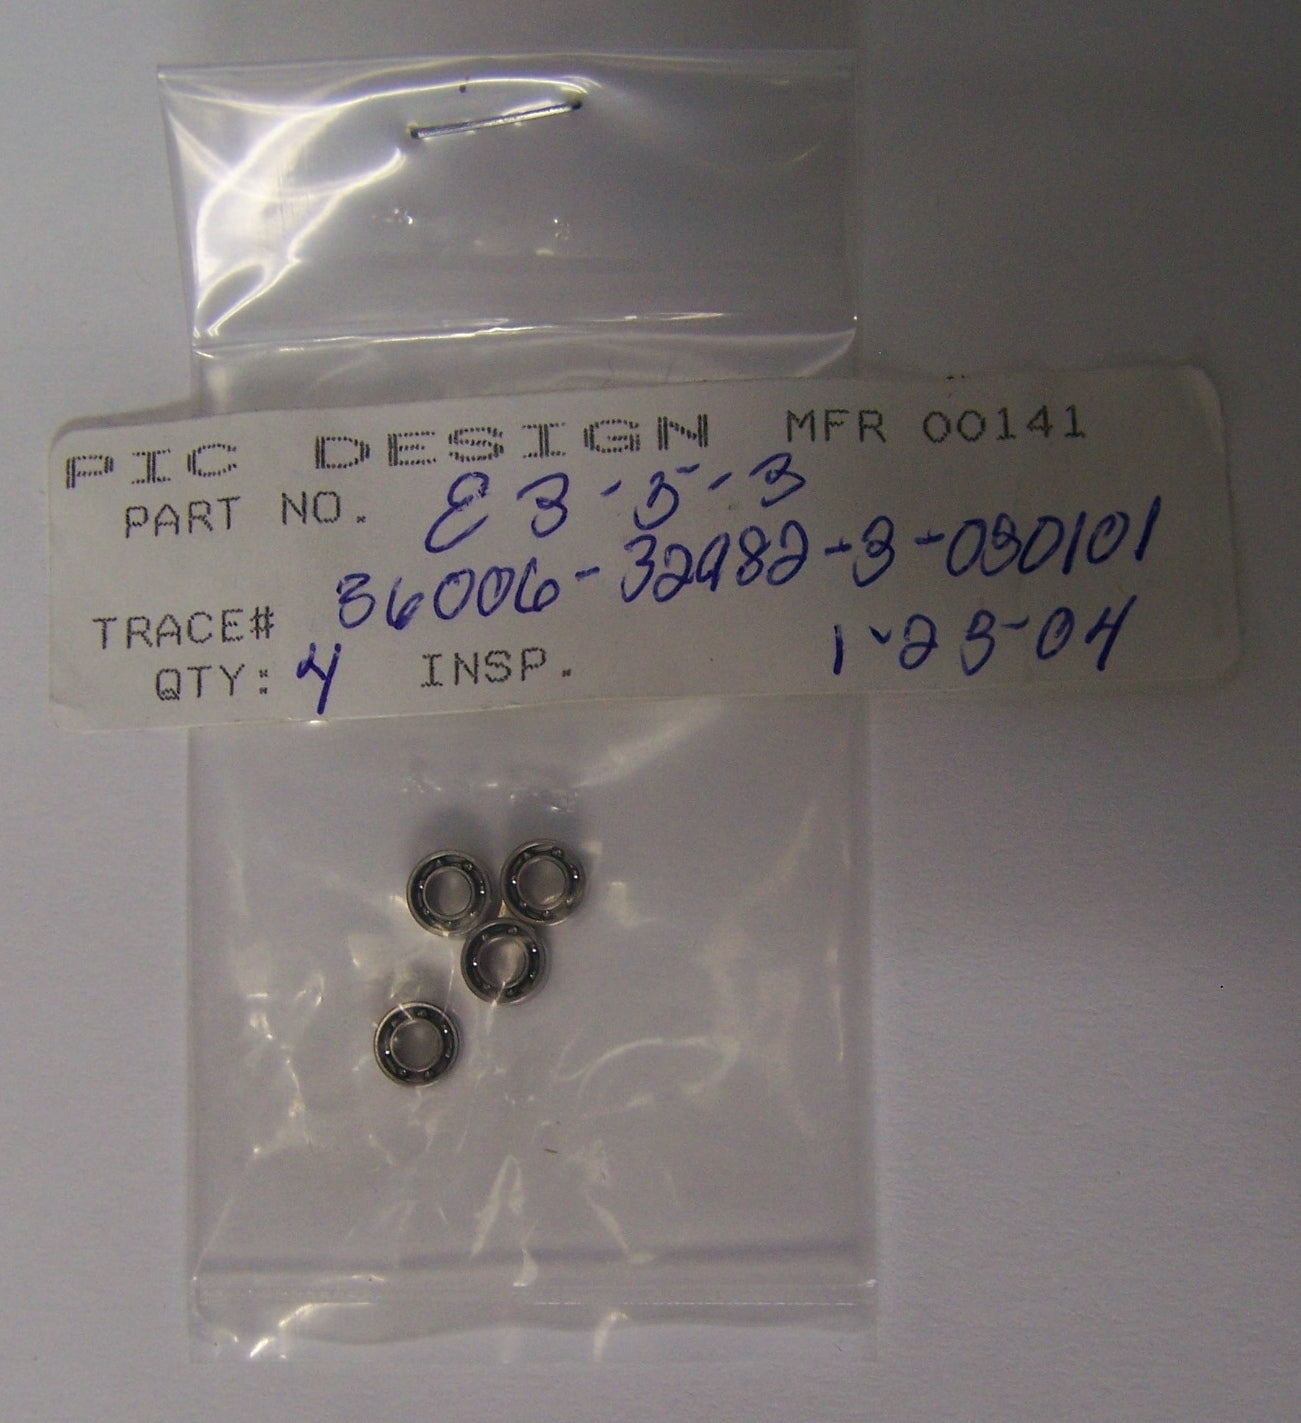 PIC DESIGN MFR 00141
PART NO. E3-5-3
TRACE# 36006-32982-3-030101
QTY: 4 INSP. 1-23-04